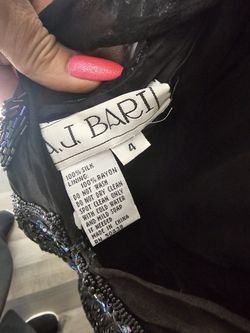 A.J. BARI
4
100% SILK
LINING:
100% RAYON
DO NOT WASH
DO NOT DRY CLEAN
SPOT CLEAN ONLY
WITH COLD WATER
AND MILD SOAP
IF NEEDED
MADE IN CHINA